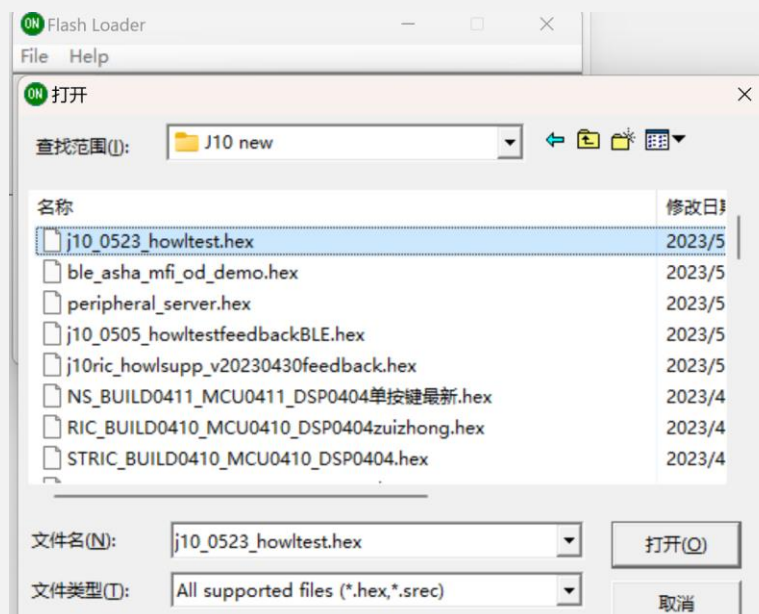 ON Flash Loader
File Help
ON 打开
查找范围(I): J10 new
名称 修改日期
j10_0523_howltest.hex 2023/5
ble_asha_mfi_od_demo.hex 2023/5
peripheral_server.hex 2023/5
j10_0505_howltestfeedbackBLE.hex 2023/5
j10ric_howlsupp_v20230430feedback.hex 2023/5
NS_BUILD0411_MCU0411_DSP0404单按键最新.hex 2023/4
RIC_BUILD0410_MCU0410_DSP0404zuizhong.hex 2023/4
STRIC_BUILD0410_MCU0410_DSP0404.hex 2023/4
文件名(N): j10_0523_howltest.hex 打开(O)
文件类型(T): All supported files (*.hex,*.srec) 取消